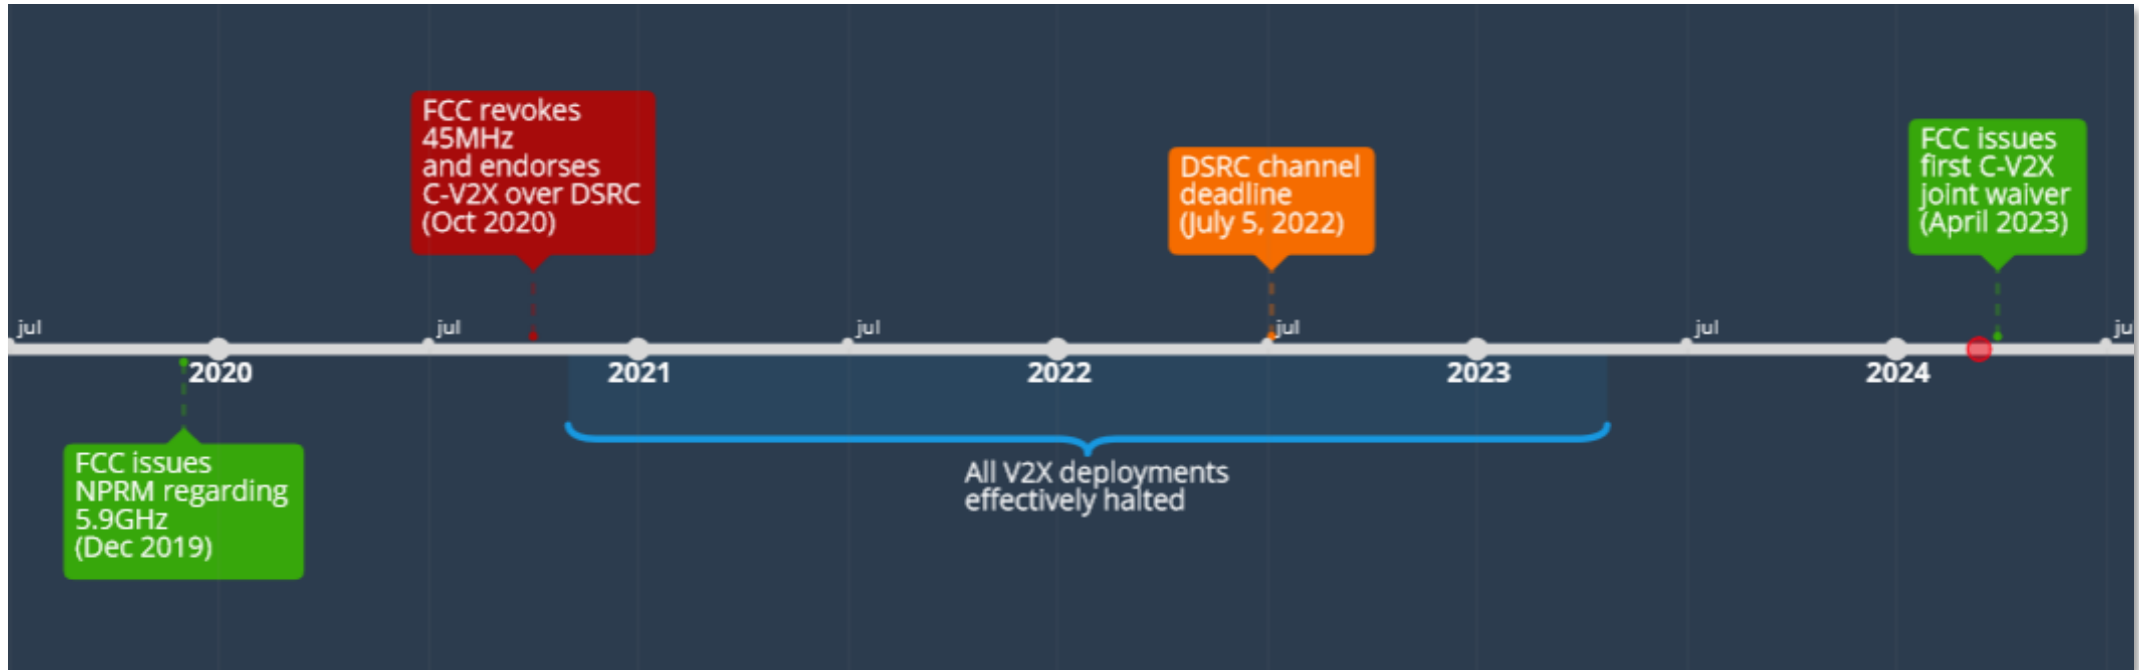 FCC revokes
45MHz
and endorses
C-V2X over DSRC
(Oct 2020)
DSRC channel
deadline
(July 5, 2022)
FCC issues
first C-V2X
joint waiver
(April 2023)
jul
jul
jul
jul
jul
ju
2020
2021
2022
2023
2024
FCC issues
NPRM regarding
5.9GHz
(Dec 2019)
All V2X deployments
effectively halted